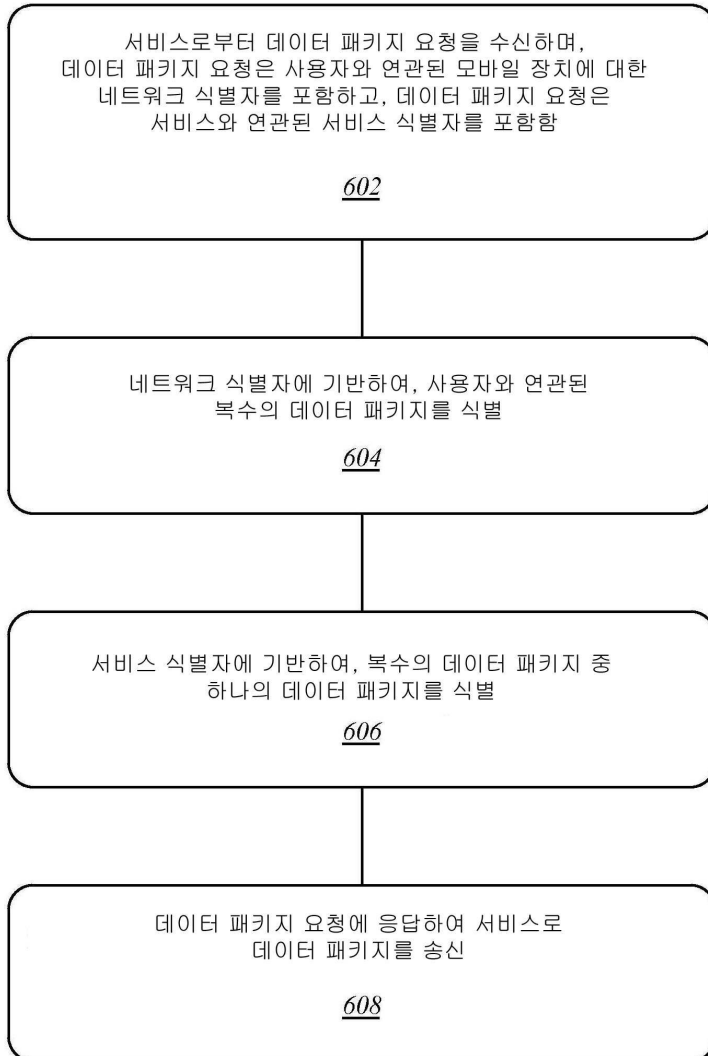 서비스로부터 데이터 패키지 요청을 수신하며,
데이터 패키지 요청은 사용자와 연관된 모바일 장치에 대한
네트워크 식별자를 포함하고, 데이터 패키지 요청은
서비스와 연관된 서비스 식별자를 포함함
602
네트워크 식별자에 기반하여, 사용자와 연관된
복수의 데이터 패키지를 식별
604
서비스 식별자에 기반하여, 복수의 데이터 패키지 중
하나의 데이터 패키지를 식별
606
데이터 패키지 요청에 응답하여 서비스로
데이터 패키지를 송신
608